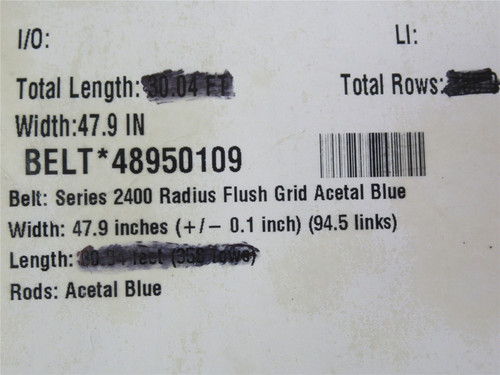 I/O: LI:
Total Length: Total Rows:
Width:47.9 IN
BELT*48950109
Belt: Series 2400 Radius Flush Grid Acetal Blue
Width: 47.9 inches (+/- 0.1 inch) (94.5 links)
Length:
Rods: Acetal Blue